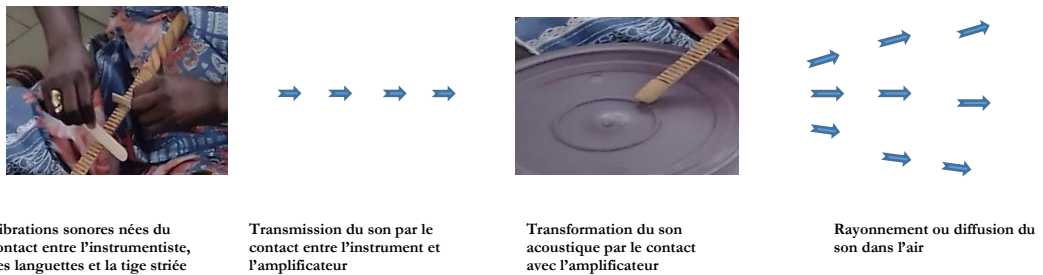 ibrations sonores nées du
ontact entre l’instrumentiste,
es languettes et la tige striée
Transmission du son par le
contact entre l’instrument et
l’amplificateur
Transformation du son
acoustique par le contact
avec l’amplificateur
Rayonnement ou diffusion du
son dans l’air